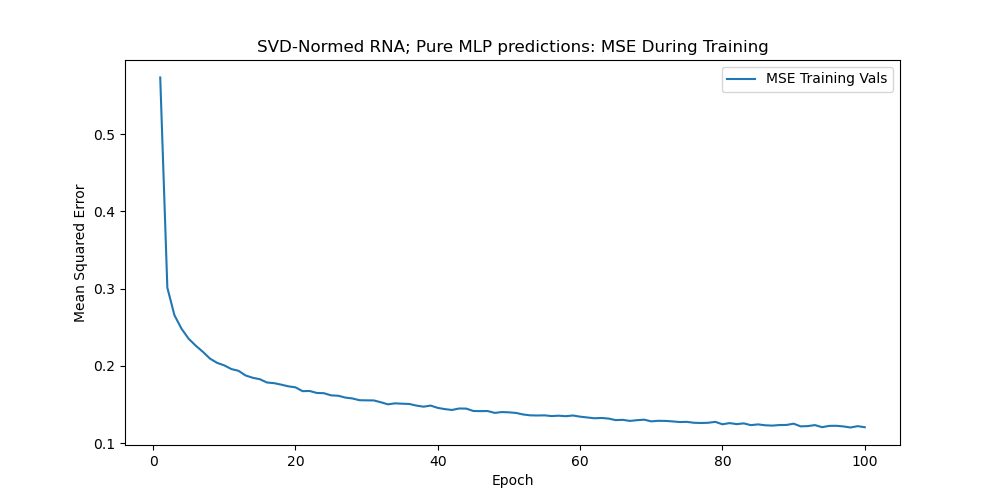 SVD-Normed RNA; Pure MLP predictions: MSE During Training
MSE Training Vals
Mean Squared Error
0.5
0.4
0.3
0.2
0.1
0 20 40 60 80 100
Epoch